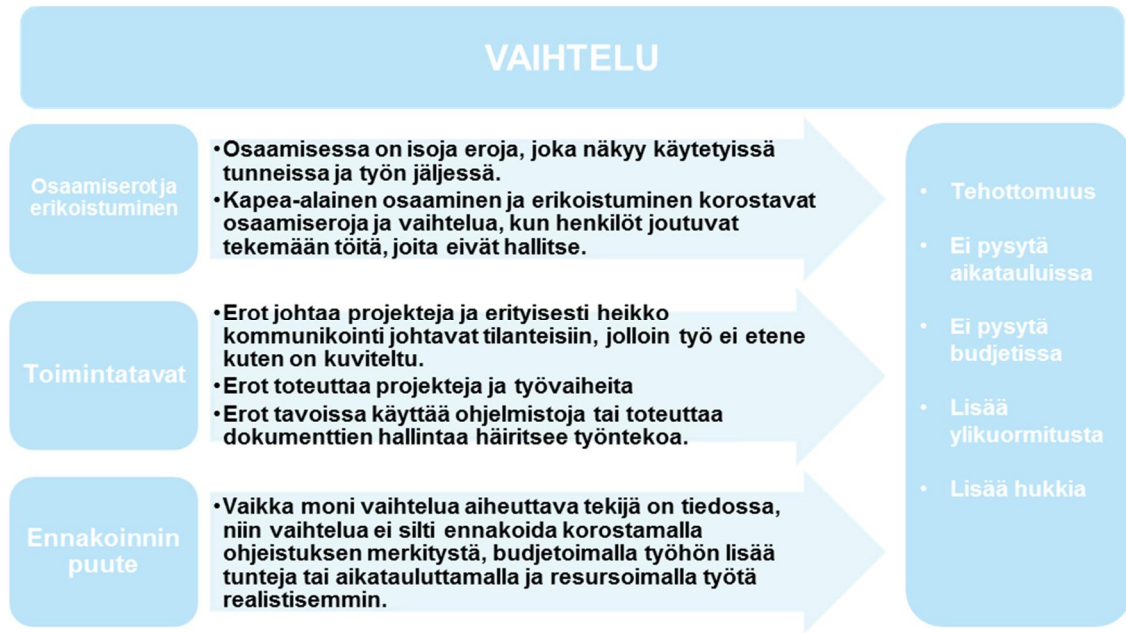 VAIHTELU
Osaamiserot ja
erikoistuminen
•Osaamisessa on isoja eroja, joka näkyy käytetyissä
tunneissa ja työn jäljessä.
•Kapea-alainen osaaminen ja erikoistuminen korostavat
osaamiseroja ja vaihtelua, kun henkilöt joutuvat
tekemään töitä, joita eivät hallitse.
Toimintatavat
•Erot johtaa projekteja ja erityisesti heikko
kommunikointi johtavat tilanteisiin, jolloin työ ei etene
kuten on kuviteltu.
•Erot toteuttaa projekteja ja työvaiheita
•Erot tavoissa käyttää ohjelmistoja tai toteuttaa
dokumenttien hallintaa häiritsee työntekoa.
Ennakoinnin
puute
•Vaikka moni vaihtelua aiheuttava tekijä on tiedossa,
niin vaihtelua ei silti ennakoida korostamalla
ohjeistuksen merkitystä, budjetoimalla työhön lisää
tunteja tai aikatauluttamalla ja resursoimalla työtä
realistisemmin.
• Tehottomuus
• Ei pysytä
aikatauluissa
• Ei pysytä
budjetissa
• Lisää
ylikuormitusta
• Lisää hukkia